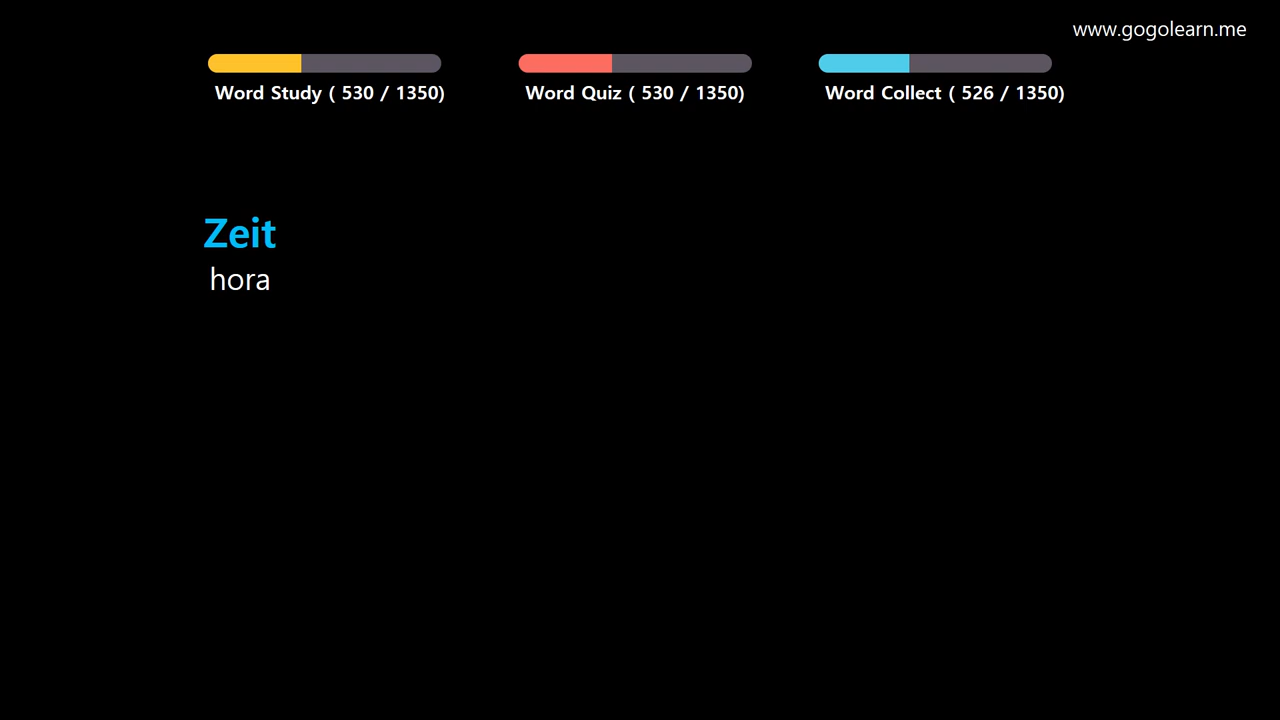 www.gogolearn.me
Word Study ( 530 / 1350)
Word Quiz ( 530 / 1350)
Word Collect ( 526 / 1350)
Zeit
hora